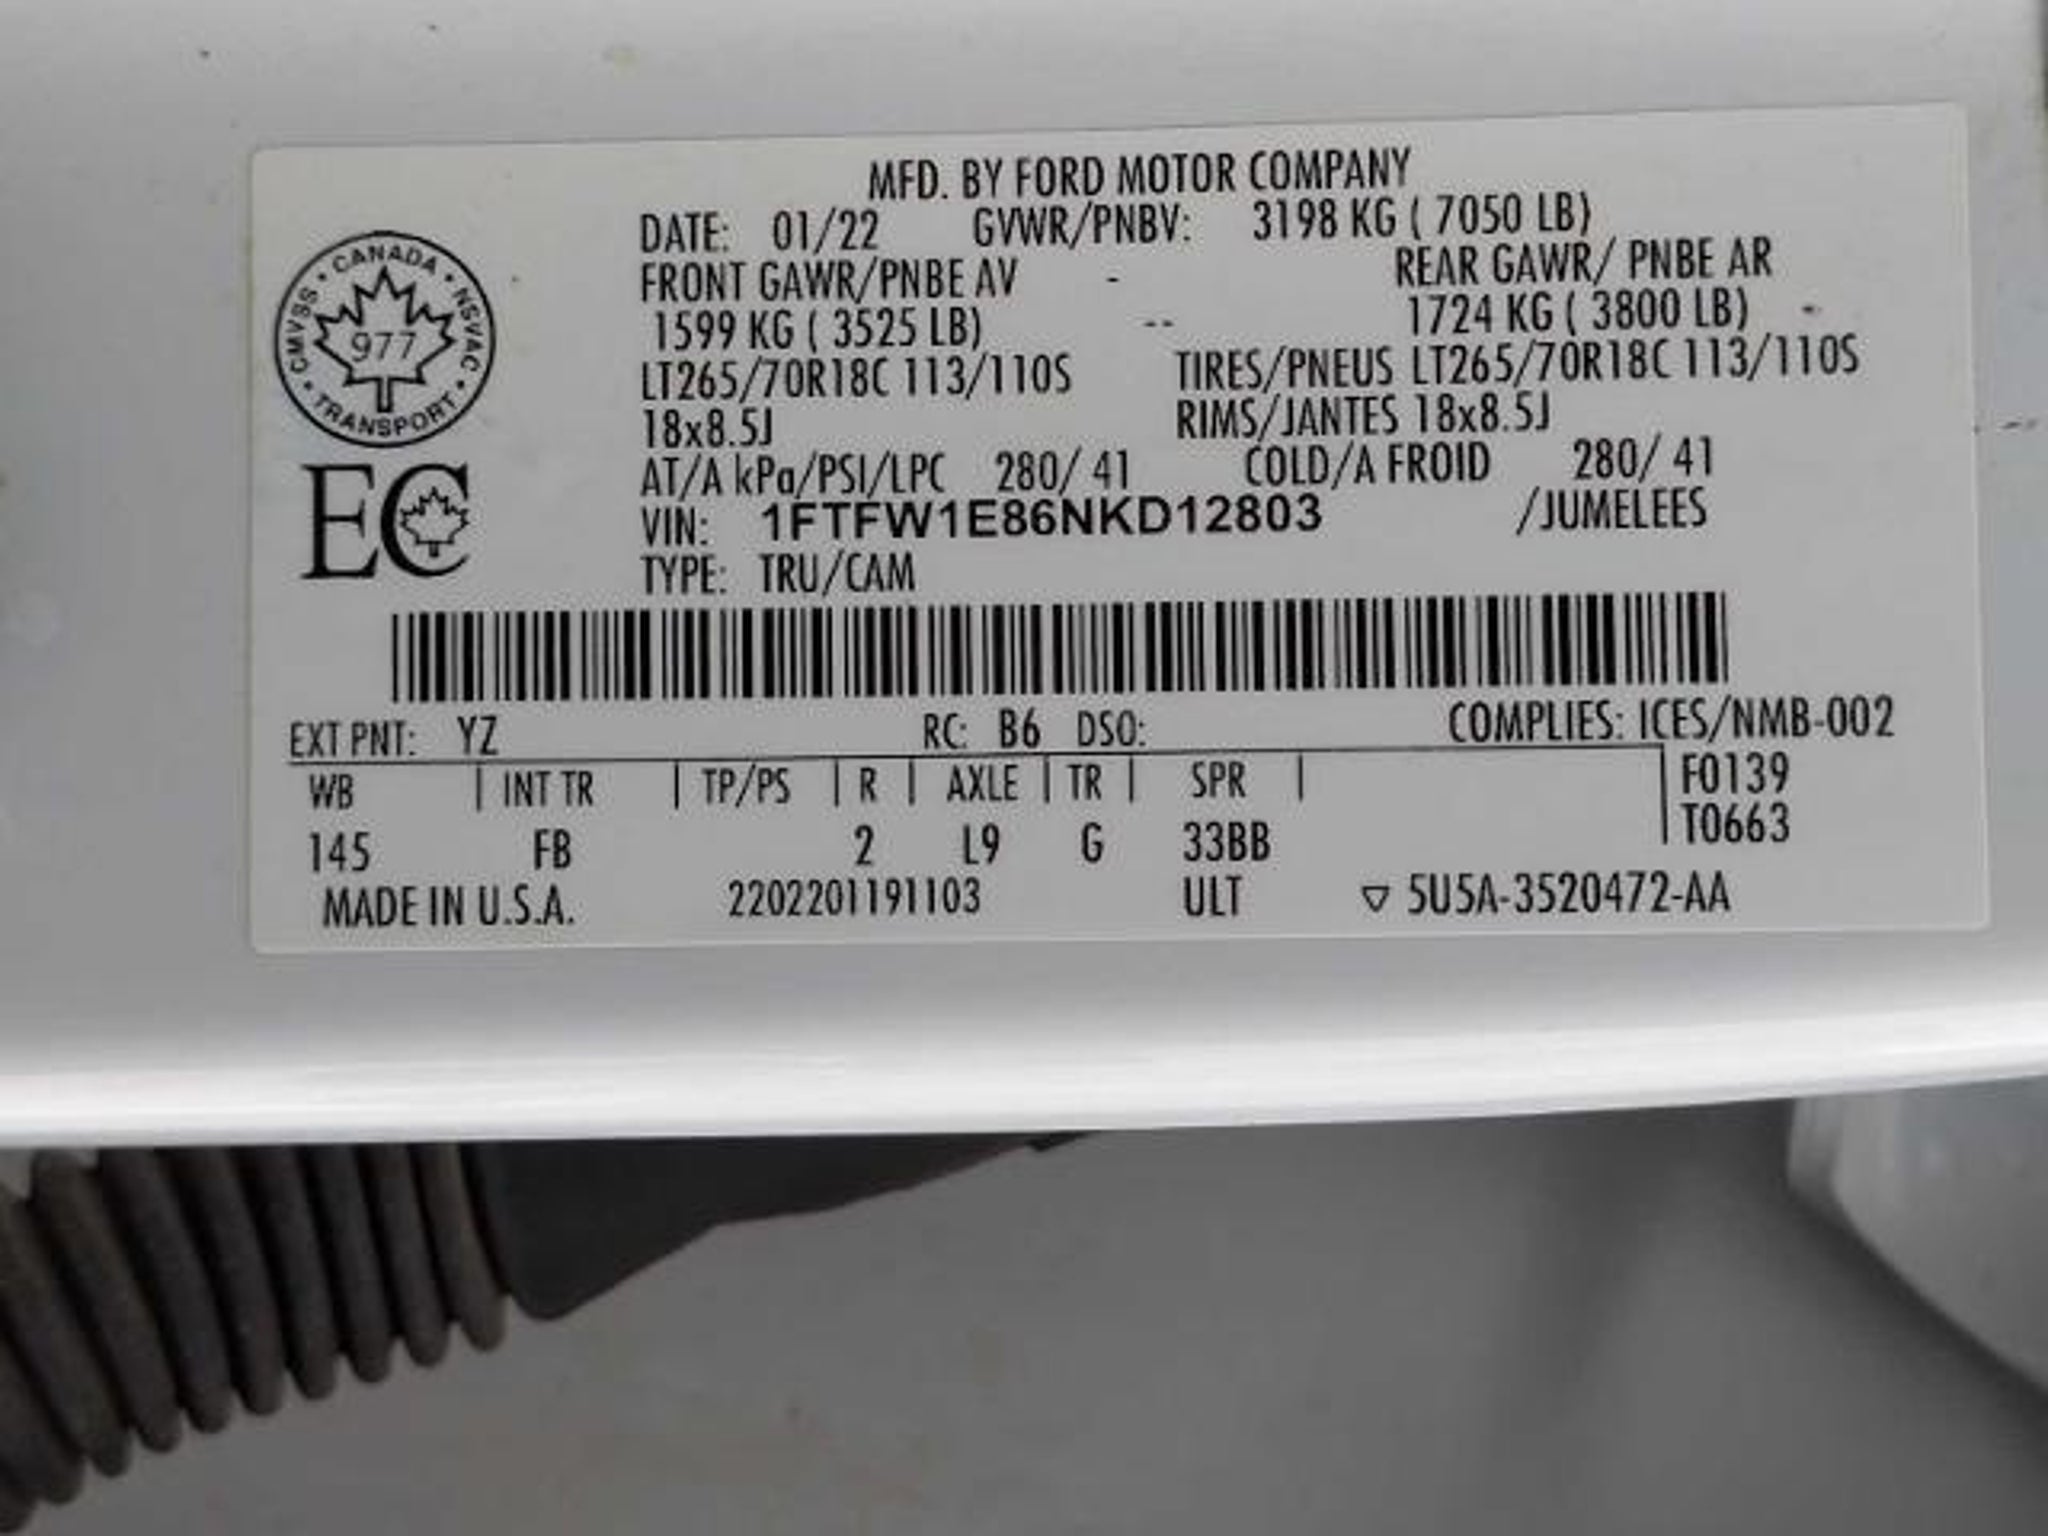 MFD. BY FORD MOTOR COMPANY
DATE: 01/22 GVWR/PNBV: 3198 KG ( 7050 LB)
FRONT GAWR/PNBE AV REAR GAWR/ PNBE AR
1599 KG ( 3525 LB) 1724 KG ( 3800 LB)
LT265/70R18C 113/110S TIRES/PNEUS LT265/70R18C 113/110S
18x8.5J RIMS/JANTES 18x8.5J
AT/A kPa/PSI/LPC 280/ 41 COLD/A FROID 280/ 41
VIN: 1FTFW1E86NKD12803 /JUMELEES
TYPE: TRU/CAM
CANADA • NSVAC • TRANSPORT • CMVSS •
977
EC
EXT PNT: YZ RC: B6 DSO: COMPLIES: ICES/NMB-002
WB | INT TR | TP/PS | R | AXLE | TR | SPR | F0139
T0663
145 FB 2 L9 G 33BB
MADE IN U.S.A. 2202201191103 ULT ▽ 5U5A-3520472-AA